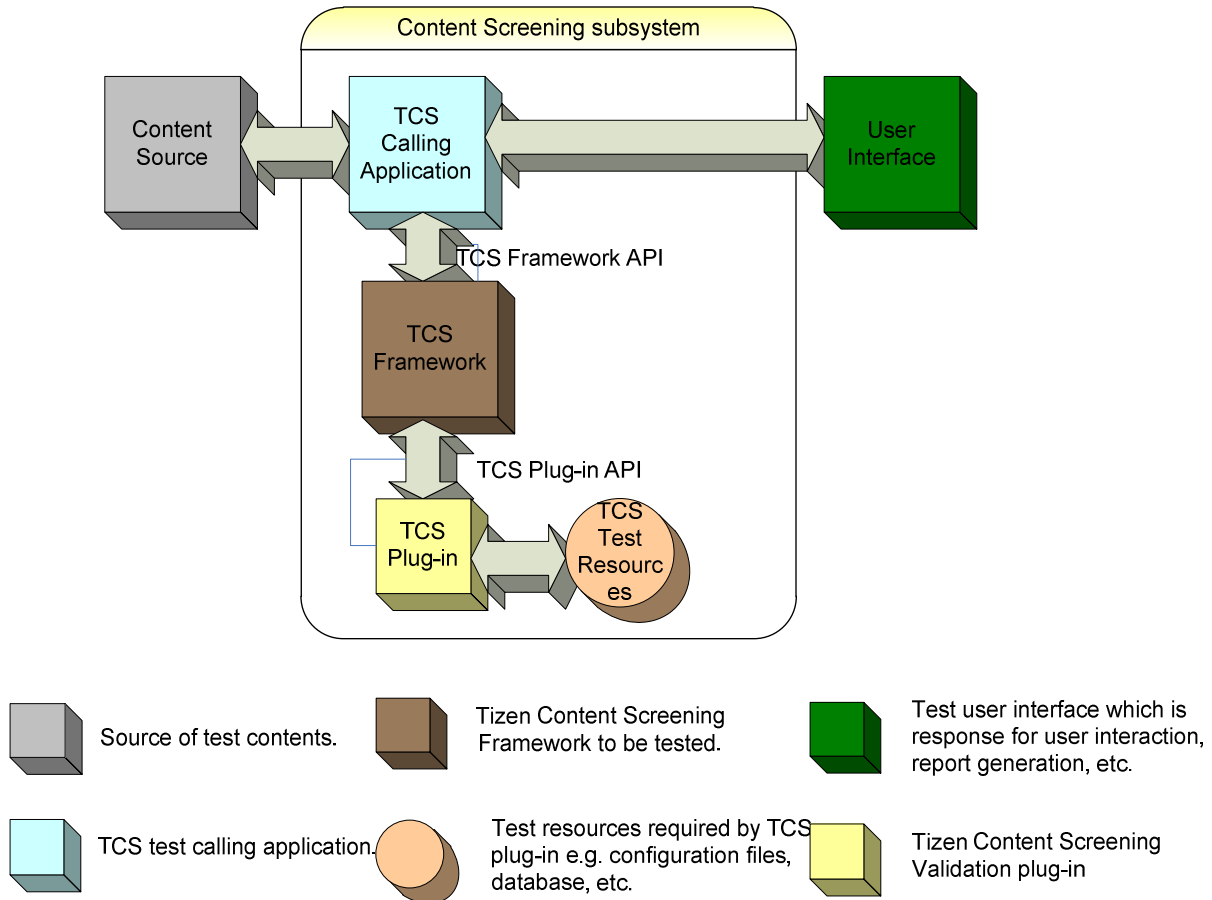 Content Screening subsystem
Content
Source
TCS
Calling
Application
User
Interface
TCS Framework API
TCS
Framework
TCS Plug-in API
TCS
Plug-in
TCS
Test
Resourc
es
Source of test contents.
Tizen Content Screening
Framework to be tested.
Test user interface which is
response for user interaction,
report generation, etc.
TCS test calling application.
Test resources required by TCS
plug-in e.g. configuration files,
database, etc.
Tizen Content Screening
Validation plug-in